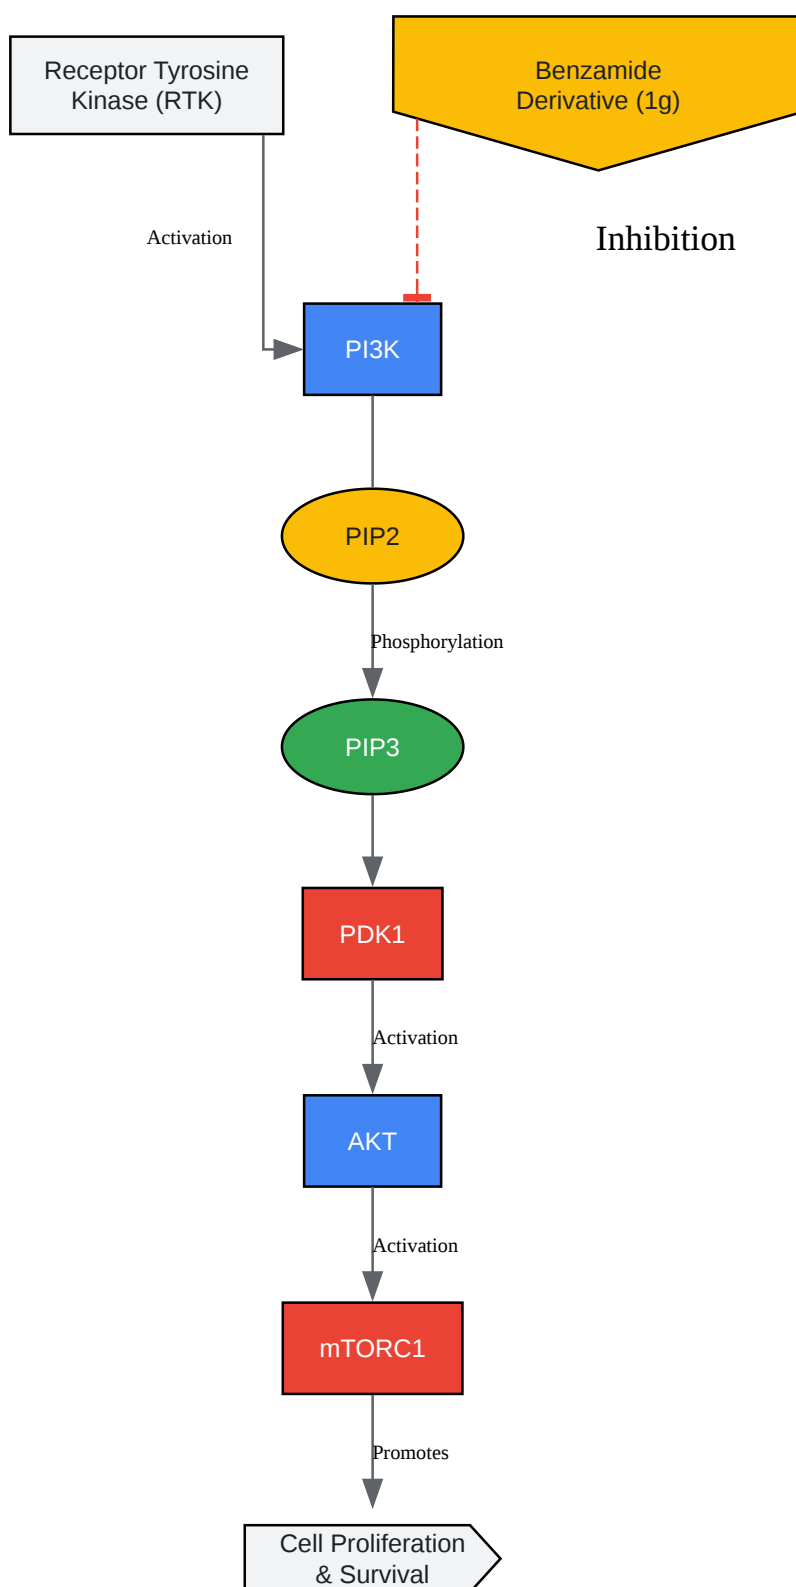 Receptor Tyrosine
Kinase (RTK)
Benzamide
Derivative (1g)
Activation
Inhibition
PI3K
PIP2
Phosphorylation
PIP3
PDK1
Activation
AKT
Activation
mTORC1
Promotes
Cell Proliferation
& Survival